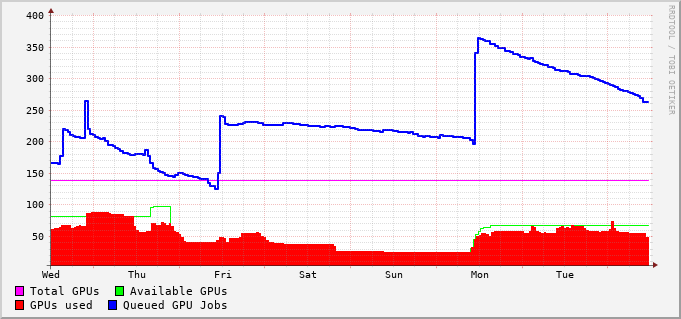 400
350
300
250
200
150
100
50
Wed Thu Fri Sat Sun Mon Tue
Total GPUs Available GPUs
GPUs used Queued GPU Jobs
RRDTOOL / TOBI OETIKER